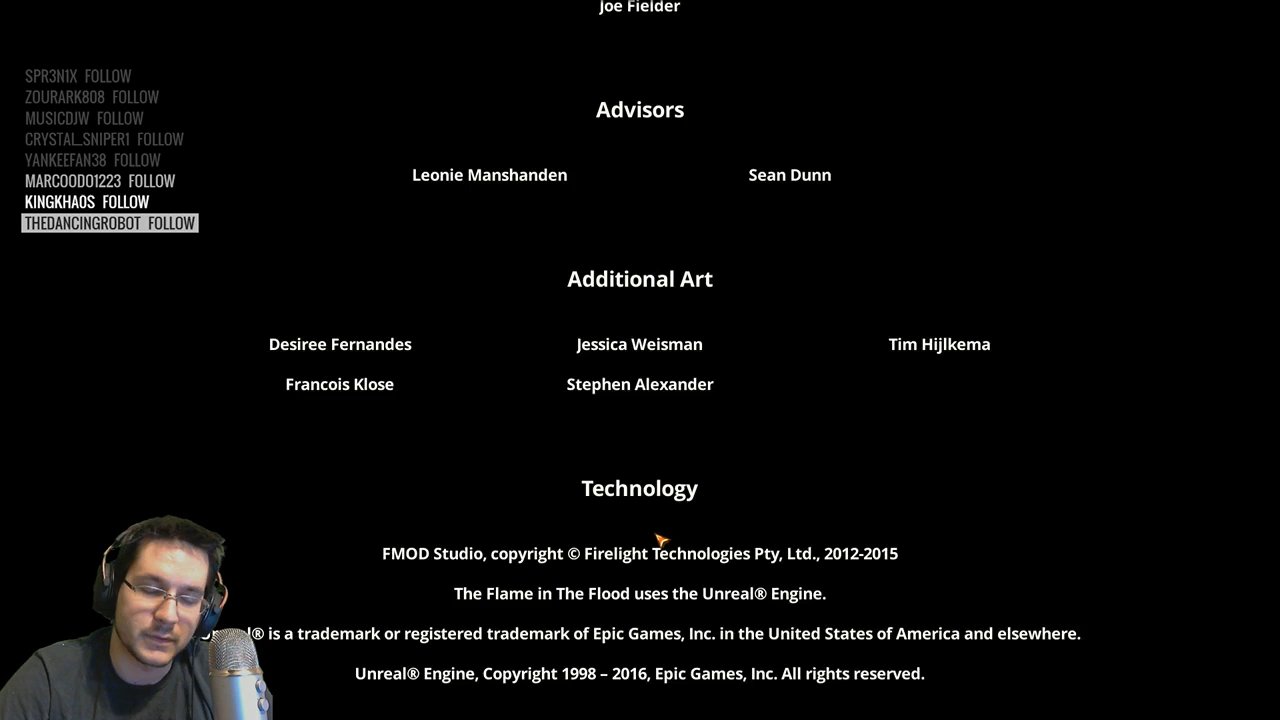 Joe Fielder
SPR3N1X FOLLOW
ZOURARK808 FOLLOW
MUSICDJW FOLLOW
CRYSTAL_SNIPER1 FOLLOW
YANKEEFAN38 FOLLOW
MARCOODO1223 FOLLOW
KINGKHAOS FOLLOW
THEDANCINGROBOT FOLLOW
Advisors
Leonie Manshanden Sean Dunn
Additional Art
Desiree Fernandes Jessica Weisman Tim Hijlkema
Francois Klose Stephen Alexander
Technology
FMOD Studio, copyright © Firelight Technologies Pty, Ltd., 2012-2015
The Flame in The Flood uses the Unreal® Engine.
is a trademark or registered trademark of Epic Games, Inc. in the United States of America and elsewhere.
Unreal® Engine, Copyright 1998 – 2016, Epic Games, Inc. All rights reserved.